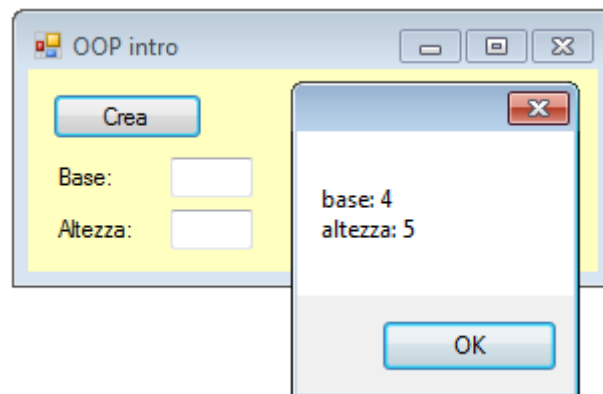 OOP intro
Crea
Base:
Altezza:
base: 4
altezza: 5
OK